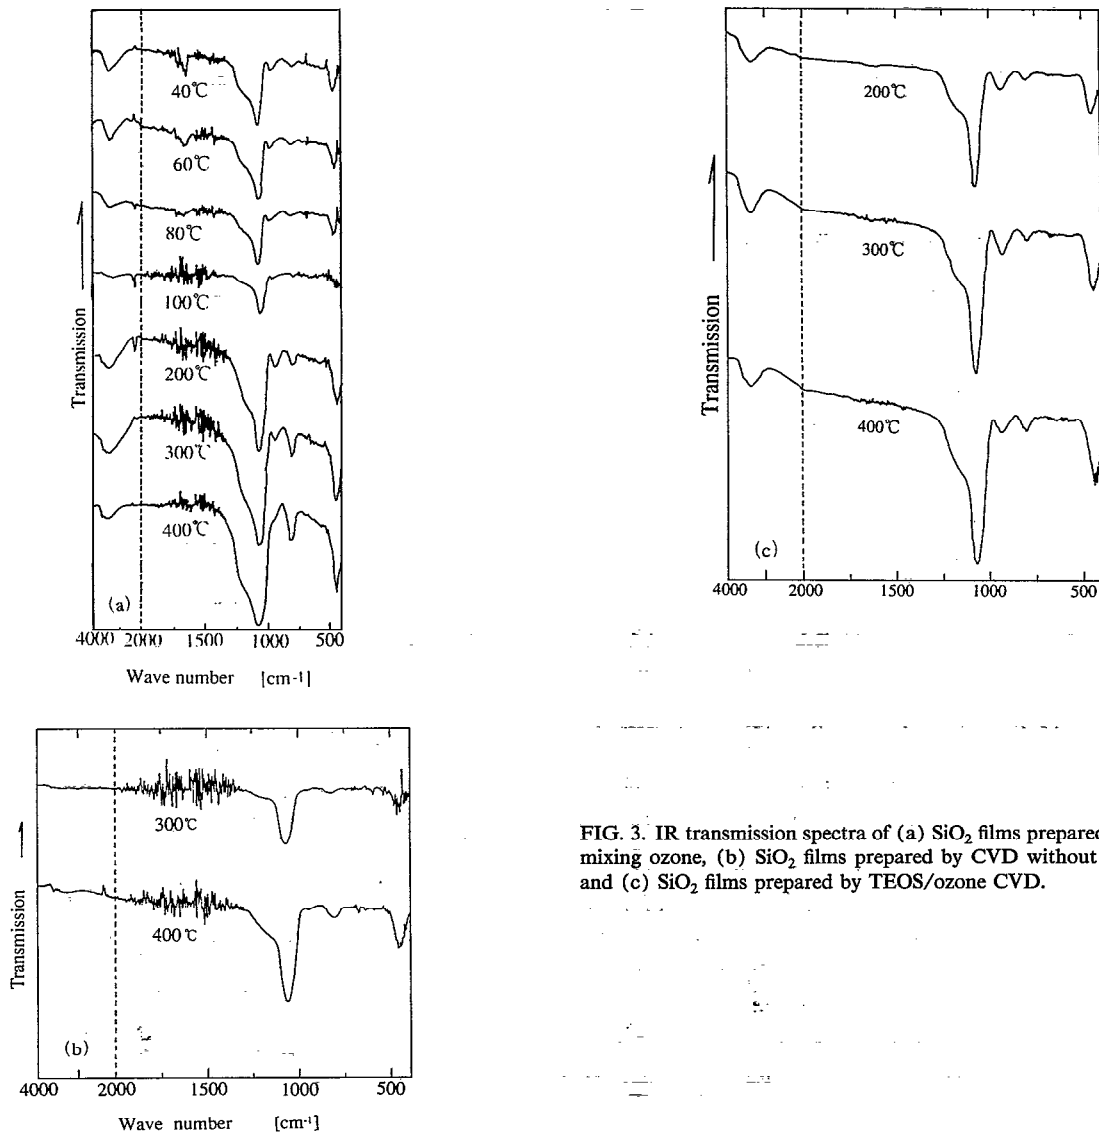 40℃
60℃
80℃
100℃
200℃
300℃
400℃
(a)
Transmission
4000 2000 1500 1000 500
Wave number [cm-1]
300℃
400℃
(b)
Transmission
4000 2000 1500 1000 500
Wave number [cm-1]
200℃
300℃
400℃
(c)
Transmission
4000 2000 1500 1000 500
FIG. 3. IR transmission spectra of (a) SiO2 films prepared
mixing ozone, (b) SiO2 films prepared by CVD without
and (c) SiO2 films prepared by TEOS/ozone CVD.